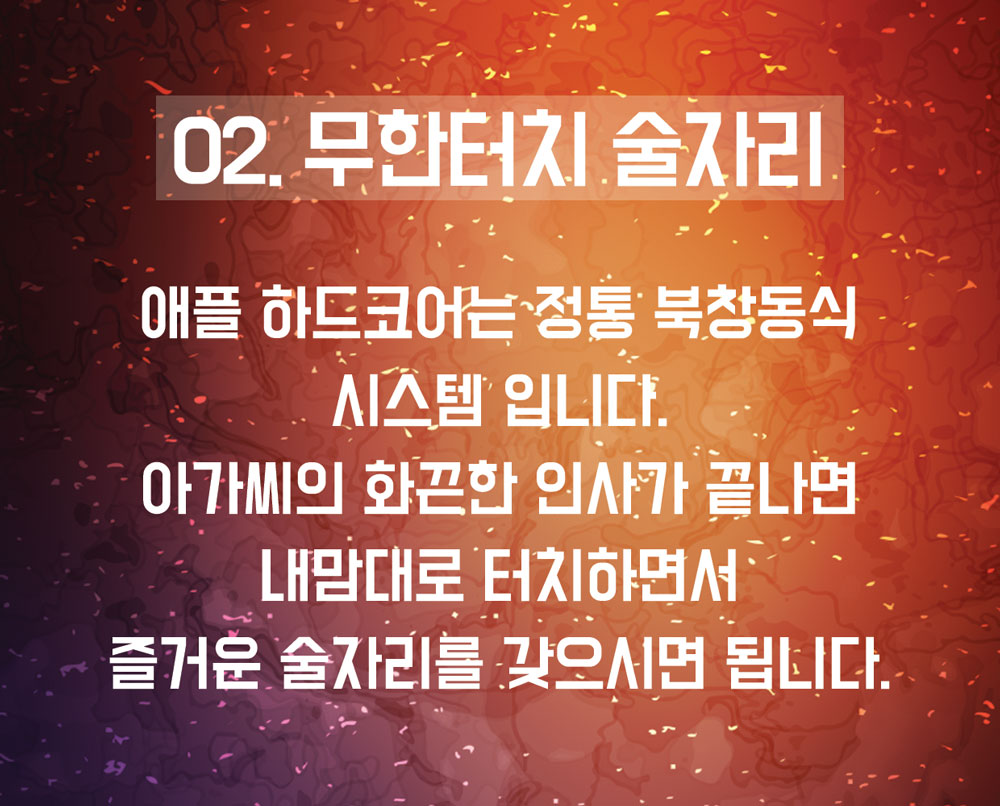 02. 무한터치 술자리
애플 하드코어는 정통 북창동식
시스템 입니다.
아가씨의 화끈한 인사가 끝나면
내맘대로 터치하면서
즐거운 술자리를 갖으시면 됩니다.